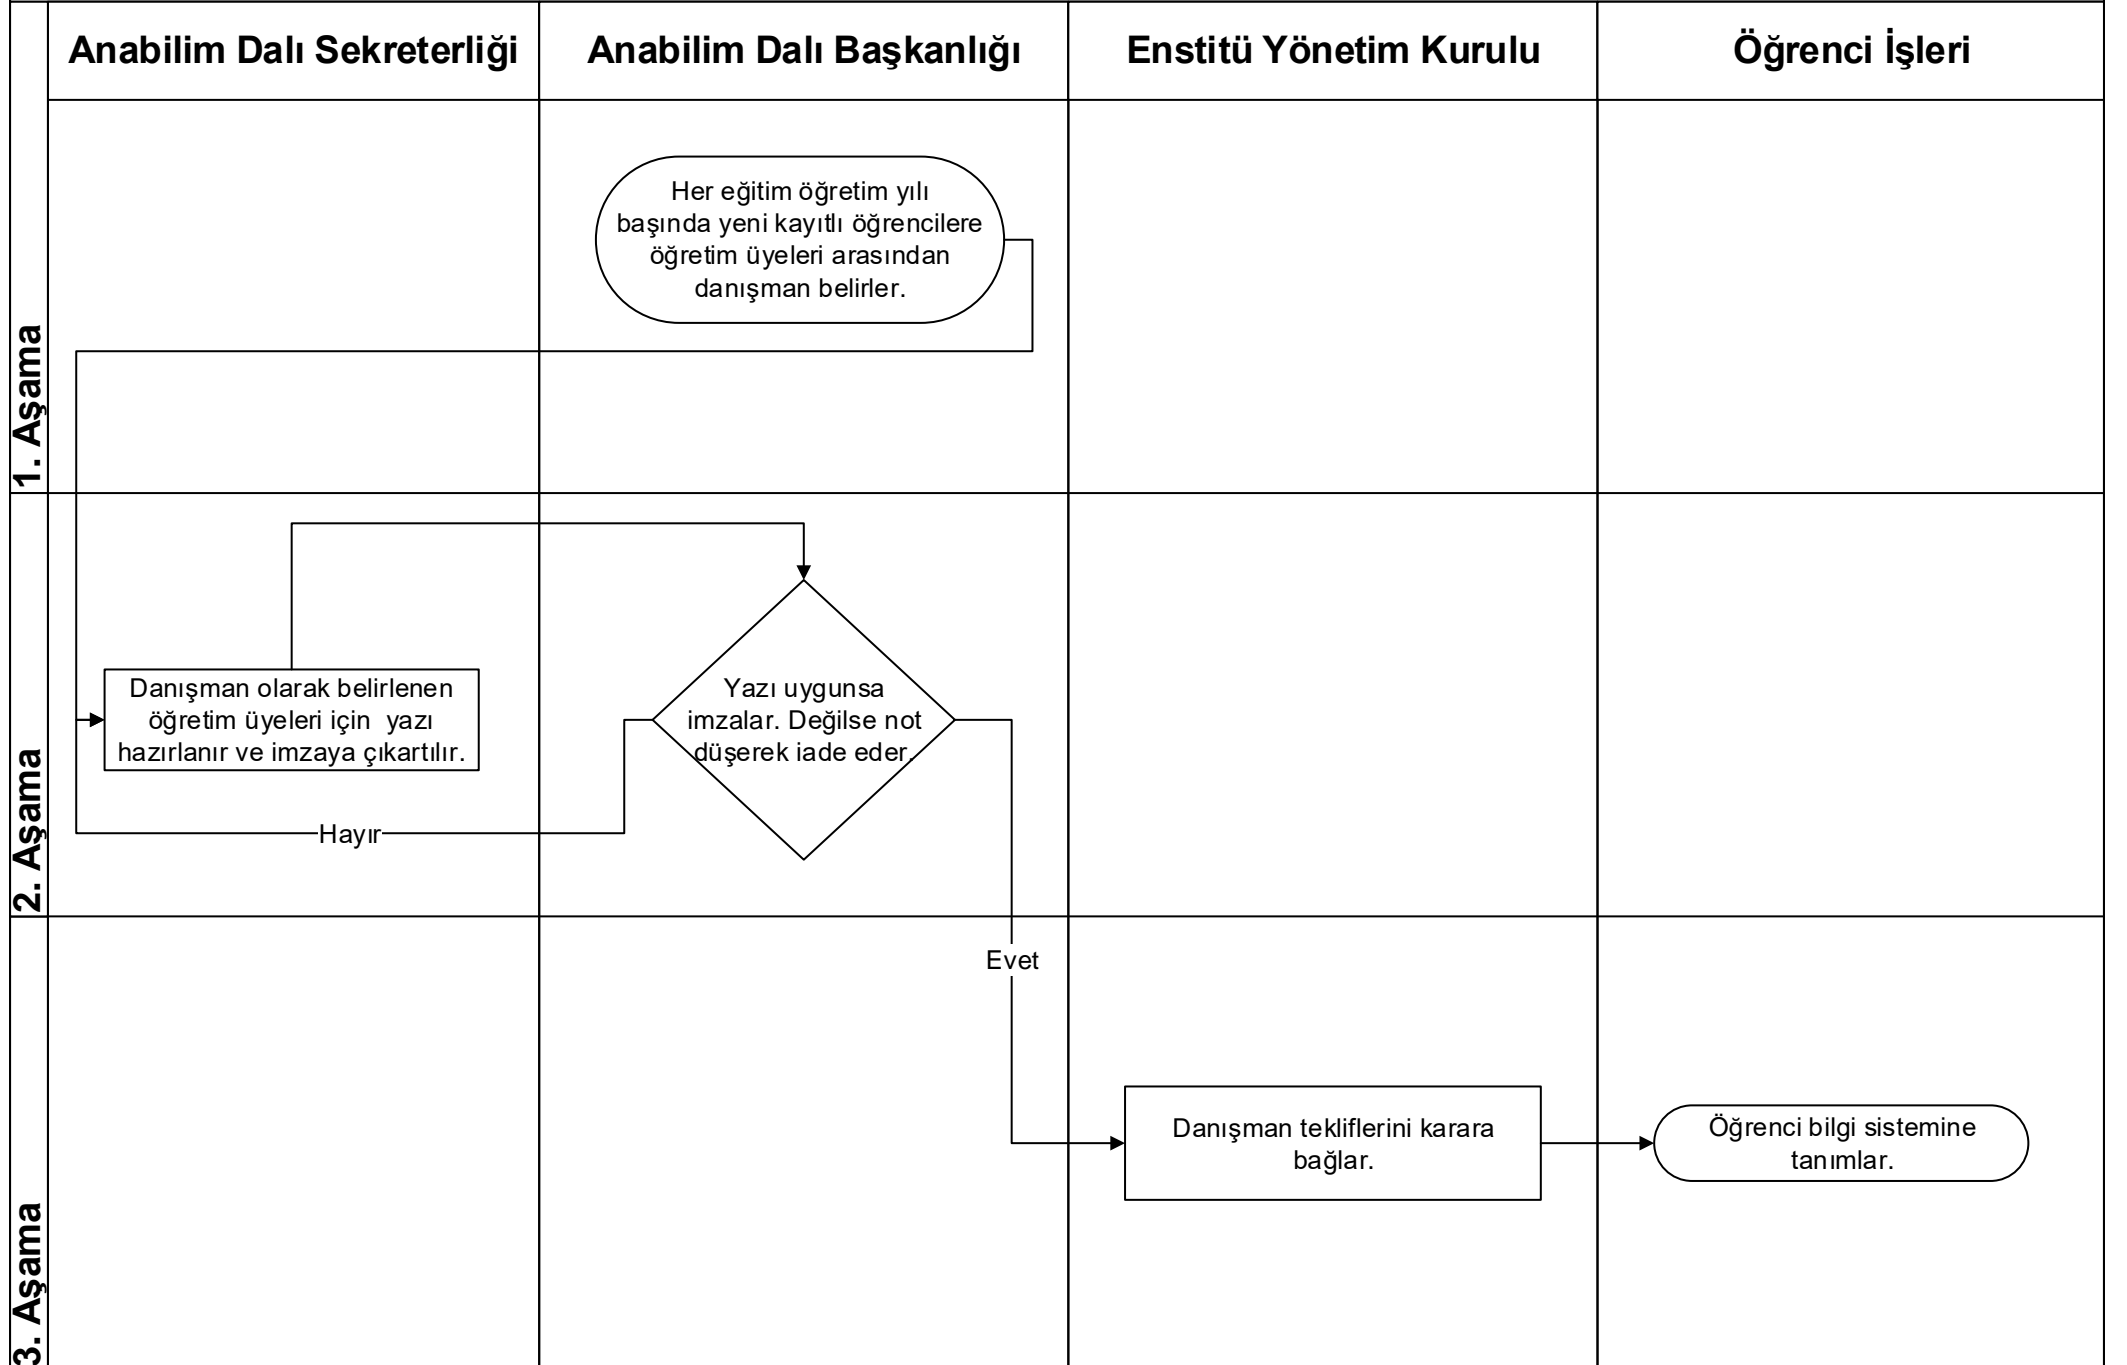 Anabilim Dalı Sekreterliği
Anabilim Dalı Başkanlığı
Enstitü Yönetim Kurulu
Öğrenci İşleri
1. Aşama
Her eğitim öğretim yılı
başında yeni kayıtlı öğrencilere
öğretim üyeleri arasından
danışman belirler.
2. Aşama
Danışman olarak belirlenen
öğretim üyeleri için yazı
hazırlanır ve imzaya çıkartılır.
Yazı uygunsa
imzalar. Değilse not
düşerek iade eder.
Hayır
Evet
3. Aşama
Danışman tekliflerini karara
bağlar.
Öğrenci bilgi sistemine
tanımlar.